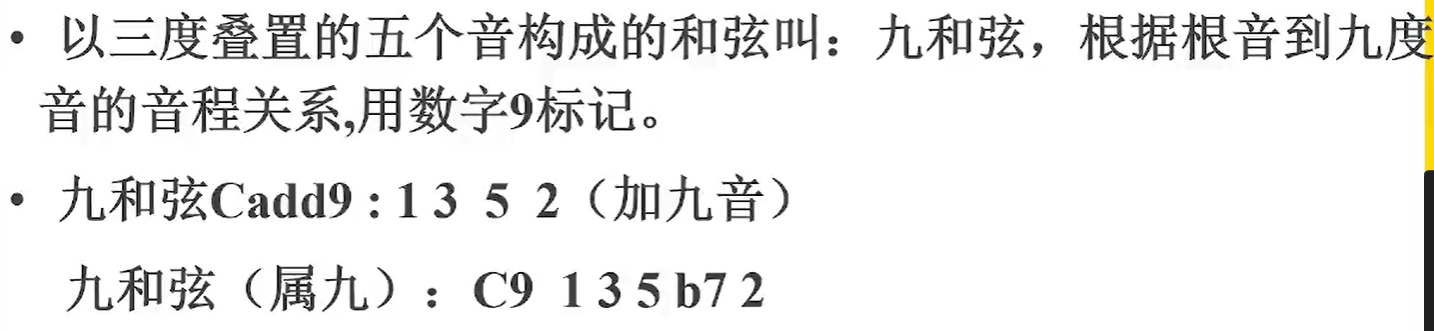 • 以三度叠置的五个音构成的和弦叫：九和弦，根据根音到九度
音的音程关系,用数字9标记。
• 九和弦Cadd9 : 1 3 5 2（加九音）
九和弦（属九）：C9 1 3 5 b7 2